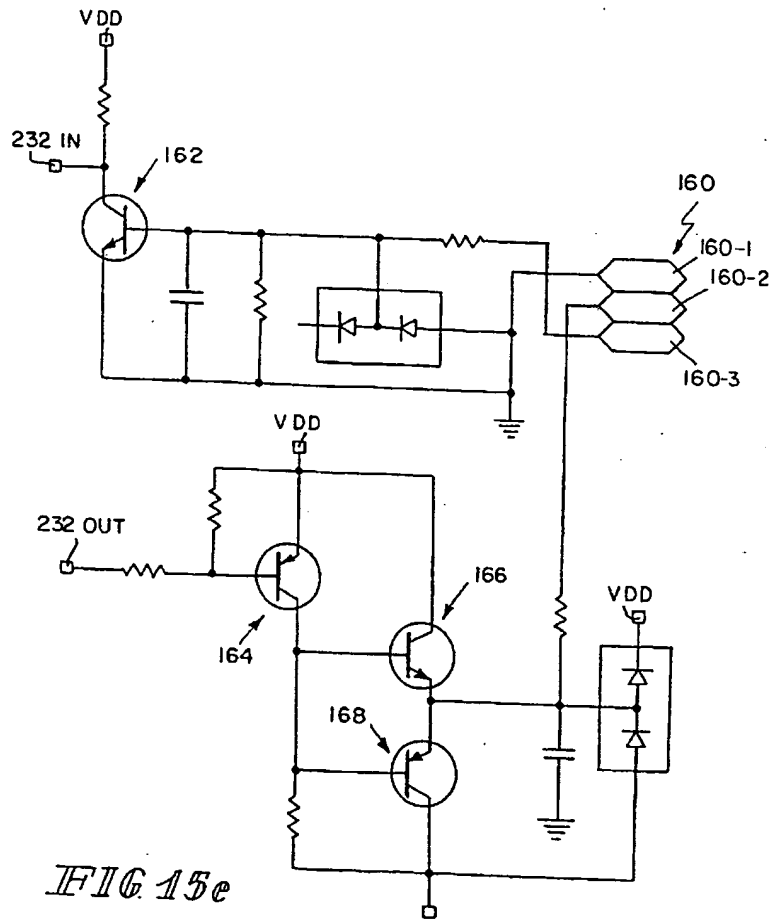 VDD
232 IN
162
160
160-1
160-2
160-3
VDD
232 OUT
164
166
VDD
168
FIG. 15e